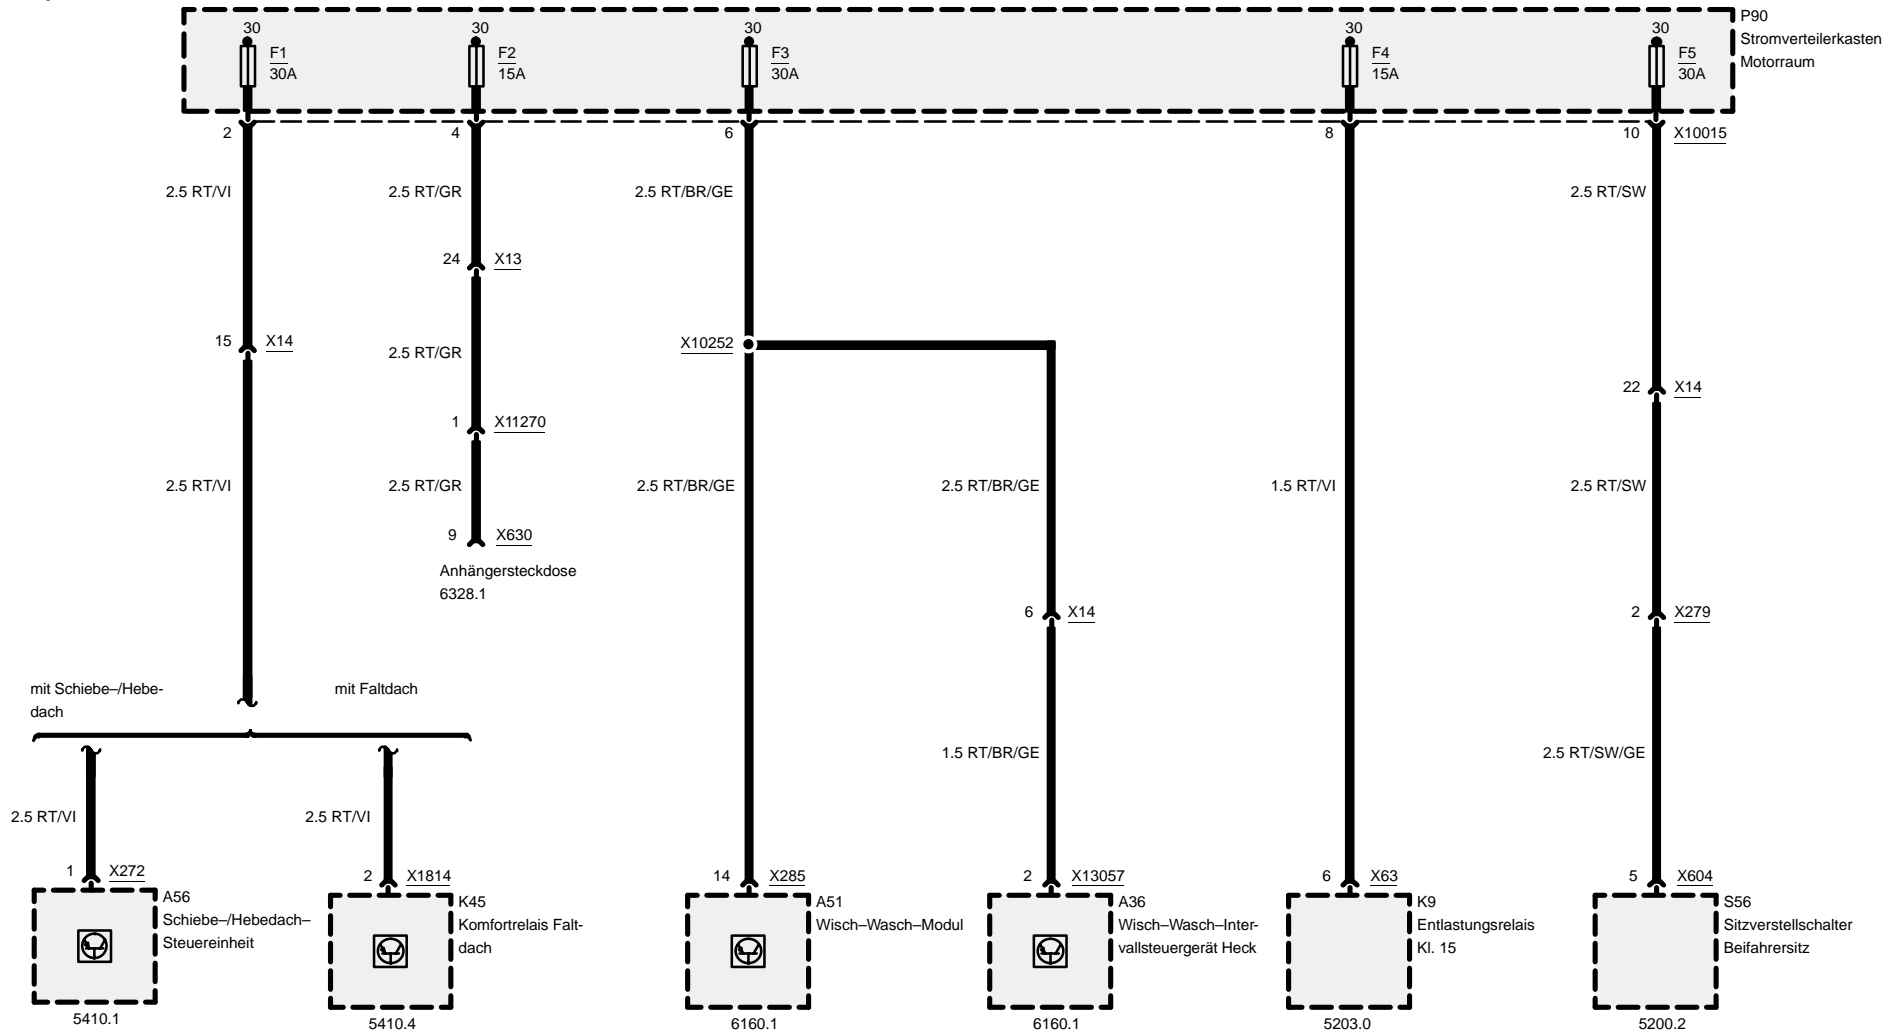 30
30
30
30
30
P90
Stromverteilerkasten
Motorraum
F1
30A
F2
15A
F3
30A
F4
15A
F5
30A
2
4
6
8
10
X10015
2.5 RT/VI
2.5 RT/GR
2.5 RT/BR/GE
2.5 RT/SW
24
X13
15
X14
2.5 RT/GR
X10252
22
X14
1
X11270
2.5 RT/VI
2.5 RT/GR
2.5 RT/BR/GE
2.5 RT/BR/GE
1.5 RT/VI
2.5 RT/SW
9
X630
Anhängersteckdose
6328.1
6
X14
2
X279
mit Schiebe–/Hebe-
dach
mit Faltdach
1.5 RT/BR/GE
2.5 RT/SW/GE
2.5 RT/VI
2.5 RT/VI
1
X272
2
X1814
14
X285
2
X13057
6
X63
5
X604
A56
Schiebe–/Hebedach–
Steuereinheit
K45
Komfortrelais Falt-
dach
A51
Wisch–Wasch–Modul
A36
Wisch–Wasch–Inter-
vallsteuergerät Heck
K9
Entlastungsrelais
Kl. 15
S56
Sitzverstellschalter
Beifahrersitz
5410.1
5410.4
6160.1
6160.1
5203.0
5200.2